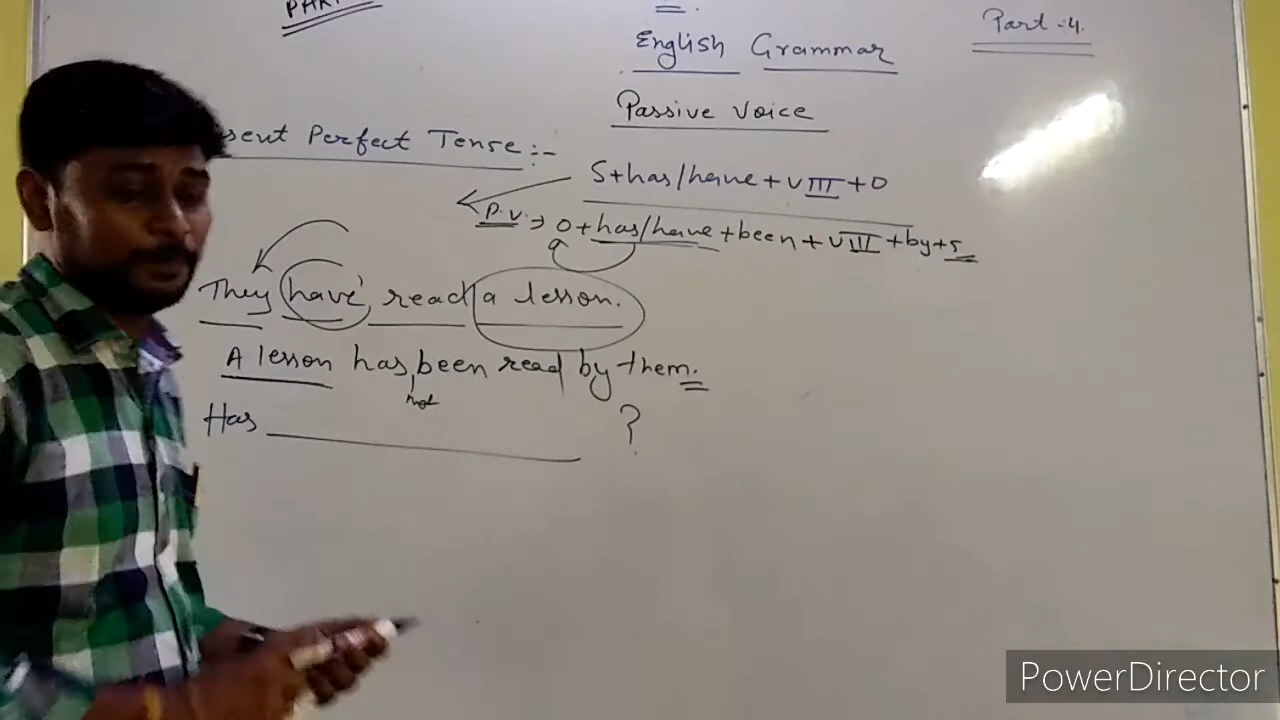 PART
English Grammar
Part-4.
Passive Voice
sent Perfect Tense :-
S+has/have + VIII + O
P.V. → O + has/have + been + VIII + by + S
They have read a lesson.
A lesson has been read by them.
not
Has ?
PowerDirector